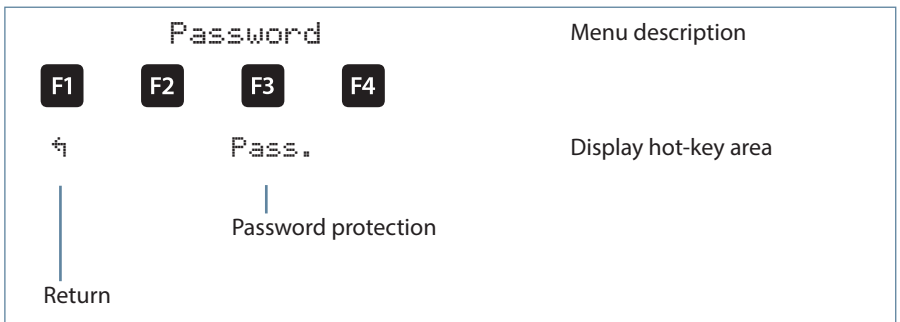 Password Menu description
F1 F2 F3 F4
↰ Pass. Display hot-key area
Password protection
Return